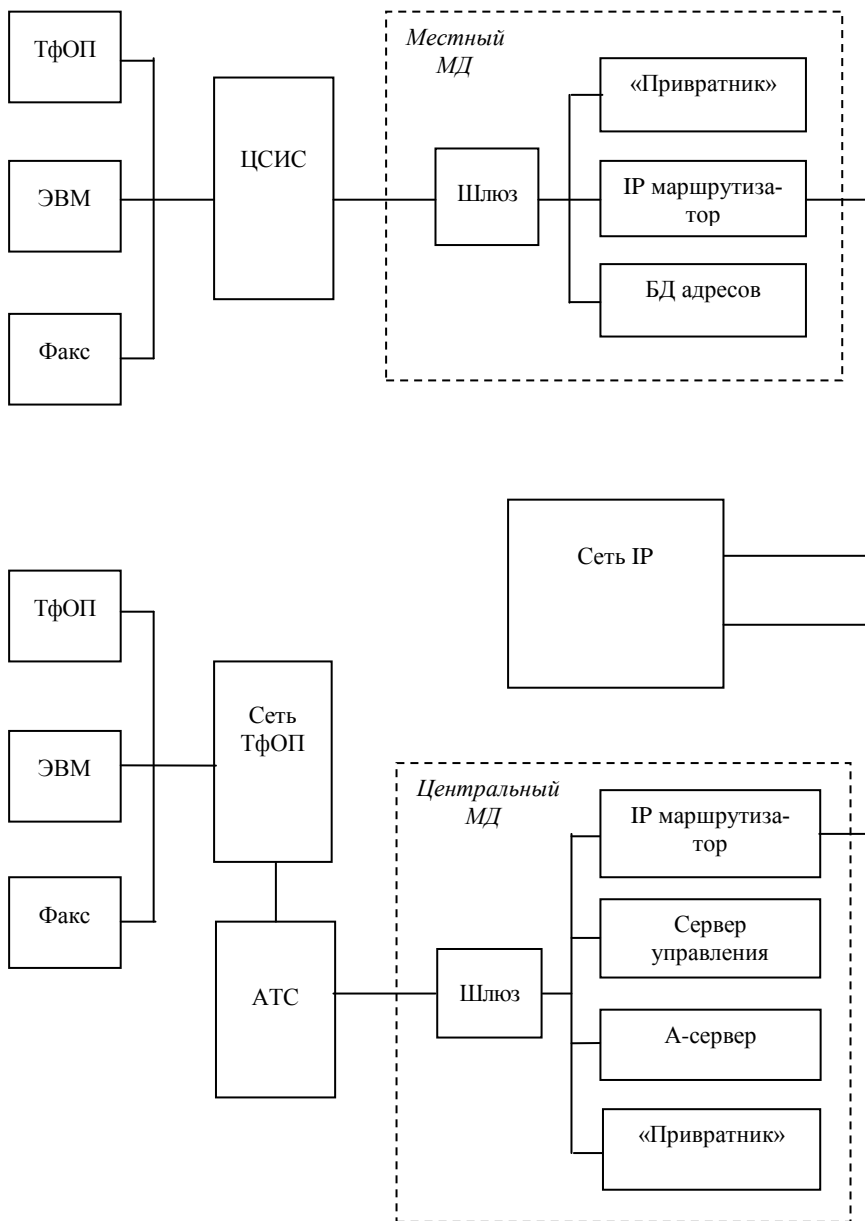 ТфОП
ЭВМ
Факс
ЦСИС
Местный
МД
Шлюз
«Привратник»
IP маршрутиза-
тор
БД адресов
Сеть IP
ТфОП
ЭВМ
Факс
Сеть
ТфОП
АТС
Центральный
МД
Шлюз
IP маршрутиза-
тор
Сервер
управления
А-сервер
«Привратник»